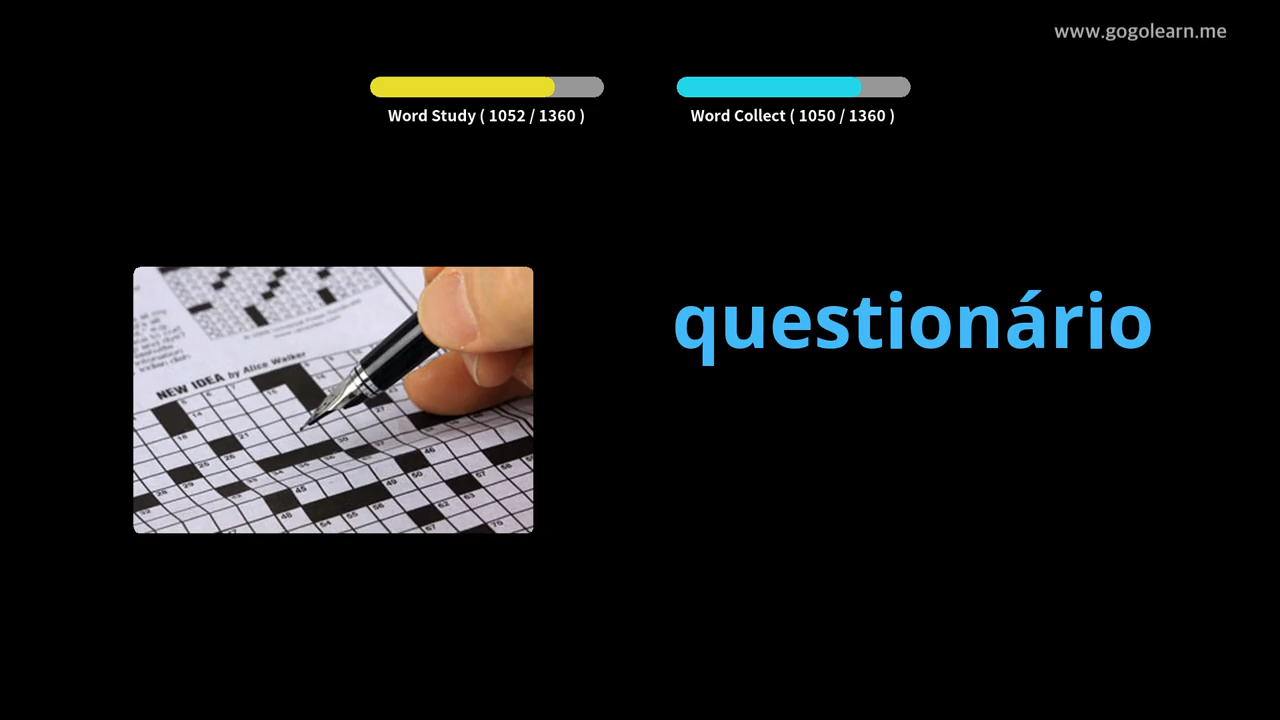 www.gogolearn.me
Word Study ( 1052 / 1360 )
Word Collect ( 1050 / 1360 )
questionário
NEW IDEA by Alice Walker